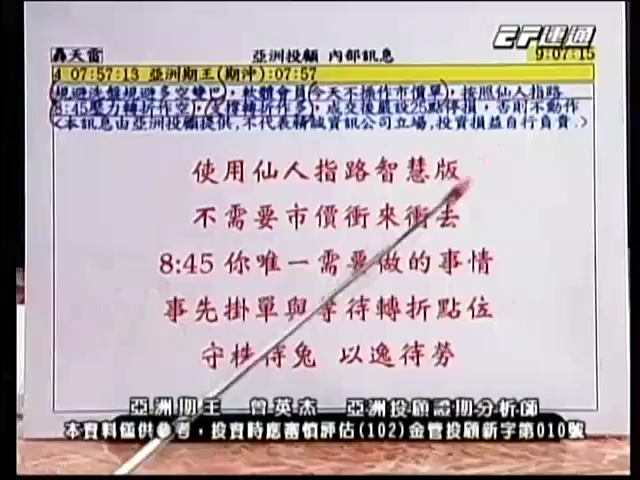 轟天雷 亞洲投顧 內部訊息 9:07:15
4 07:57:13 亞洲期王(期沖):07:57
規避洗盤規避多空雙巴,軟體會員(今天不操作市價單),按照仙人指路
8:45壓力轉折作空,支撐轉折作多),成交後嚴設25點停損,否則不動作
<本訊息由亞洲投顧提供,不代表精誠資訊公司立場,投資損益自行負責.>
使用仙人指路智慧版
不需要市價衝來衝去
8:45 你唯一需要做的事情
事先掛單與等待轉折點位
守株待兔 以逸待勞
亞洲期王 曾英杰 亞洲投顧證期分析師
本資料僅供參考,投資時應審慎評估(102)金管投顧新字第010號